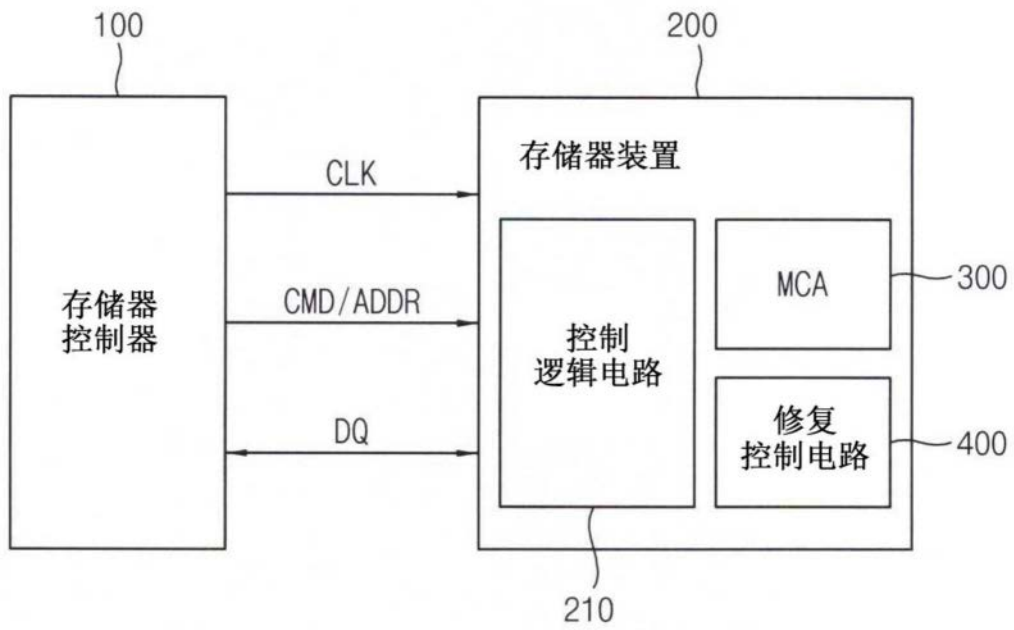 100
200
存储器装置
CLK
CMD/ADDR
DQ
存储器
控制器
控制
逻辑电路
MCA
300
修复
控制电路
400
210